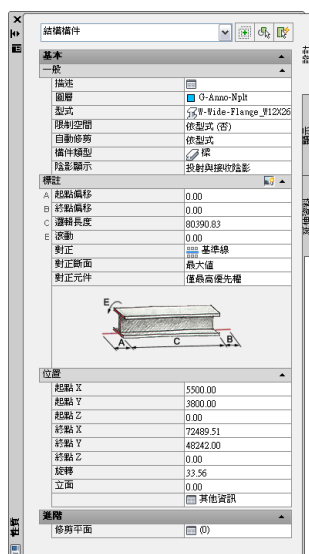 結構構件
基本
一般
描述
圖層 G-Anno-Nplt
型式 W-Wide-Flange_W12X26
限制空間 依型式 (否)
自動修剪 依型式
構件類型 樑
陰影顯示 投射與接收陰影
標註
A 起點偏移 0.00
B 終點偏移 0.00
C 邏輯長度 80390.83
E 滾動 0.00
對正 基準線
對正斷面 最大值
對正元件 僅最高優先權
E
A C B
位置
起點 X 5500.00
起點 Y 3800.00
起點 Z 0.00
終點 X 72489.51
終點 Y 48242.00
終點 Z 0.00
旋轉 33.56
立面 0.00
其他資訊
進階
修剪平面 (0)
性質